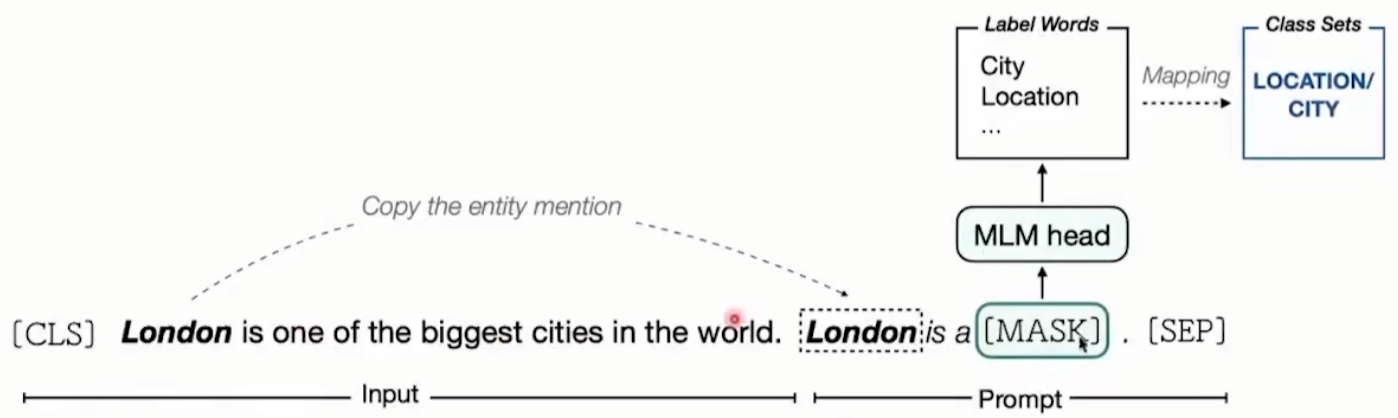 Label Words
Class Sets
City
Location
...
Mapping
LOCATION/
CITY
Copy the entity mention
MLM head
[CLS] London is one of the biggest cities in the world. London is a [MASK] . [SEP]
Input
Prompt